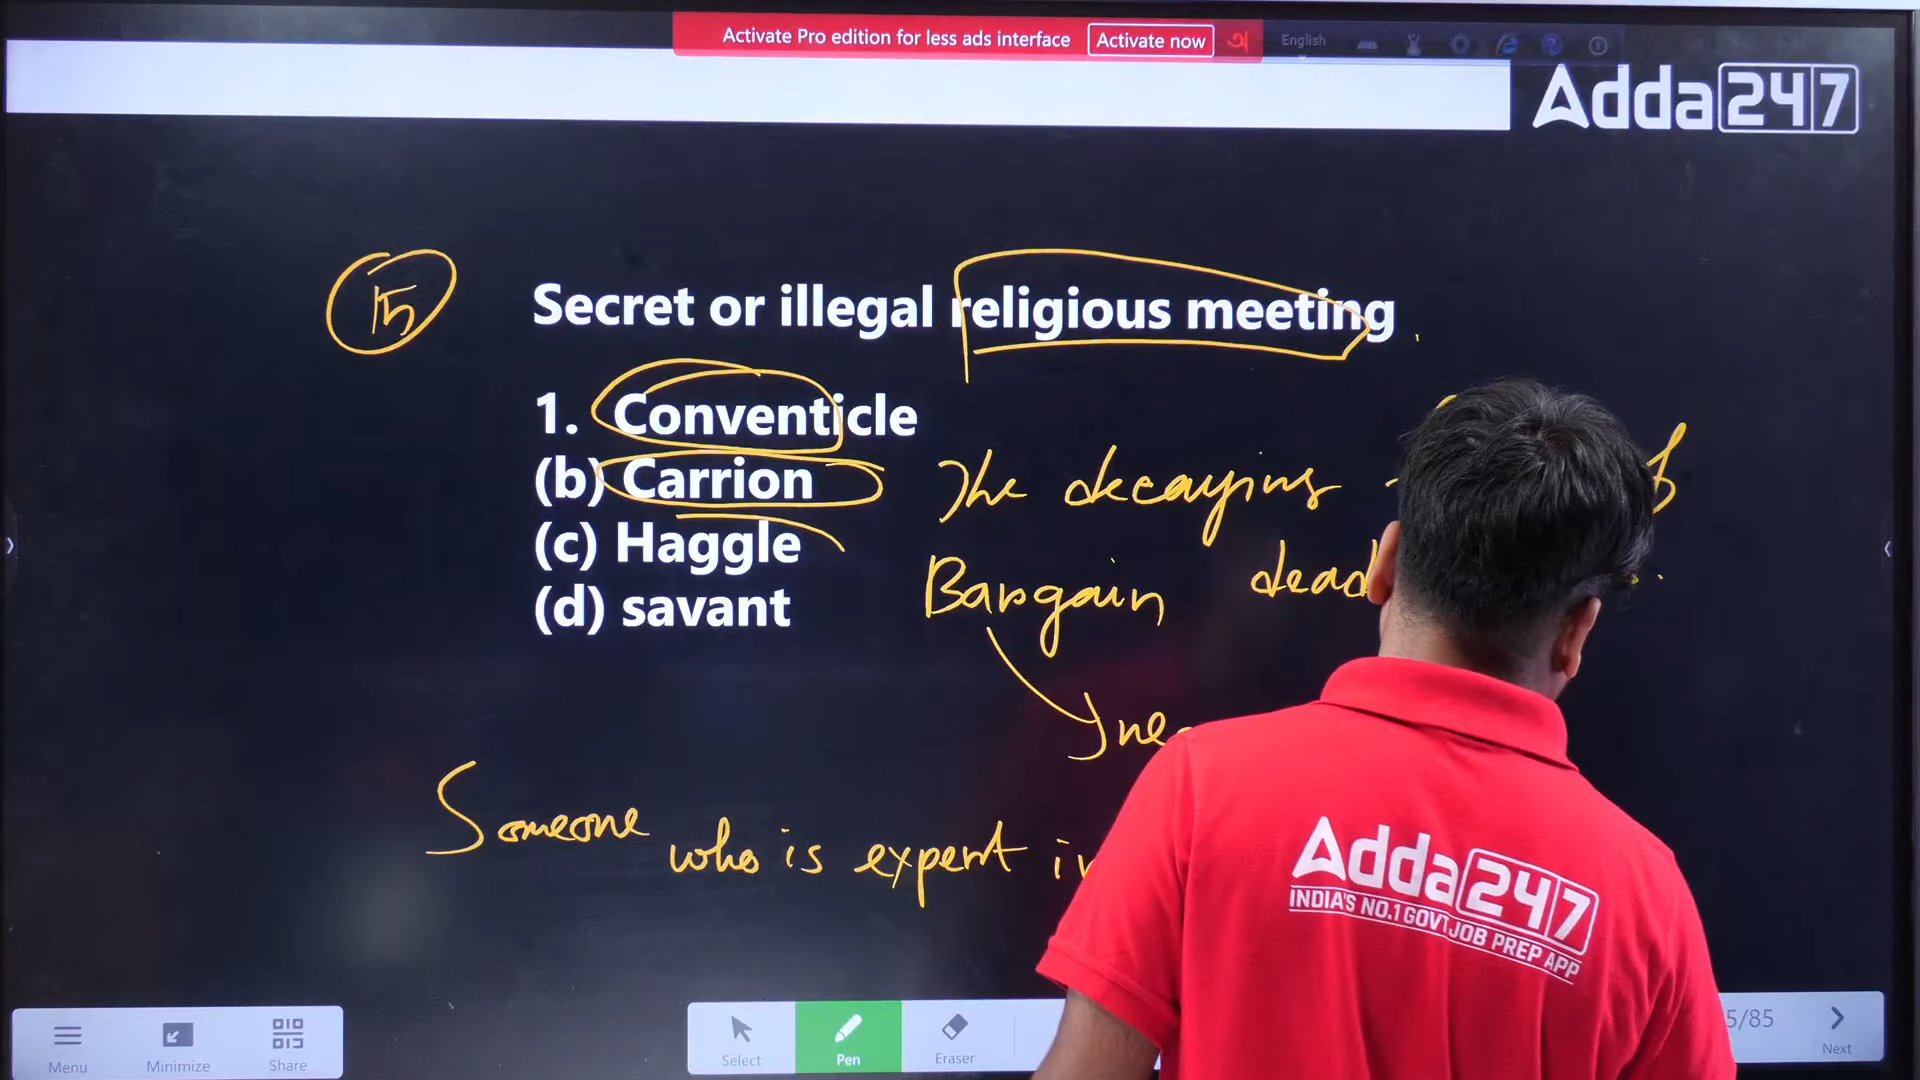 Activate Pro edition for less ads interface Activate now English
Adda247
15
Secret or illegal religious meeting
1. Conventicle
(b) Carrion The decaying
(c) Haggle
Bargain dead
(d) savant
Someone who is expert
Adda247
INDIA'S NO.1 GOVT JOB PREP APP
Menu Minimize Share Select Pen Eraser 5/85 Next